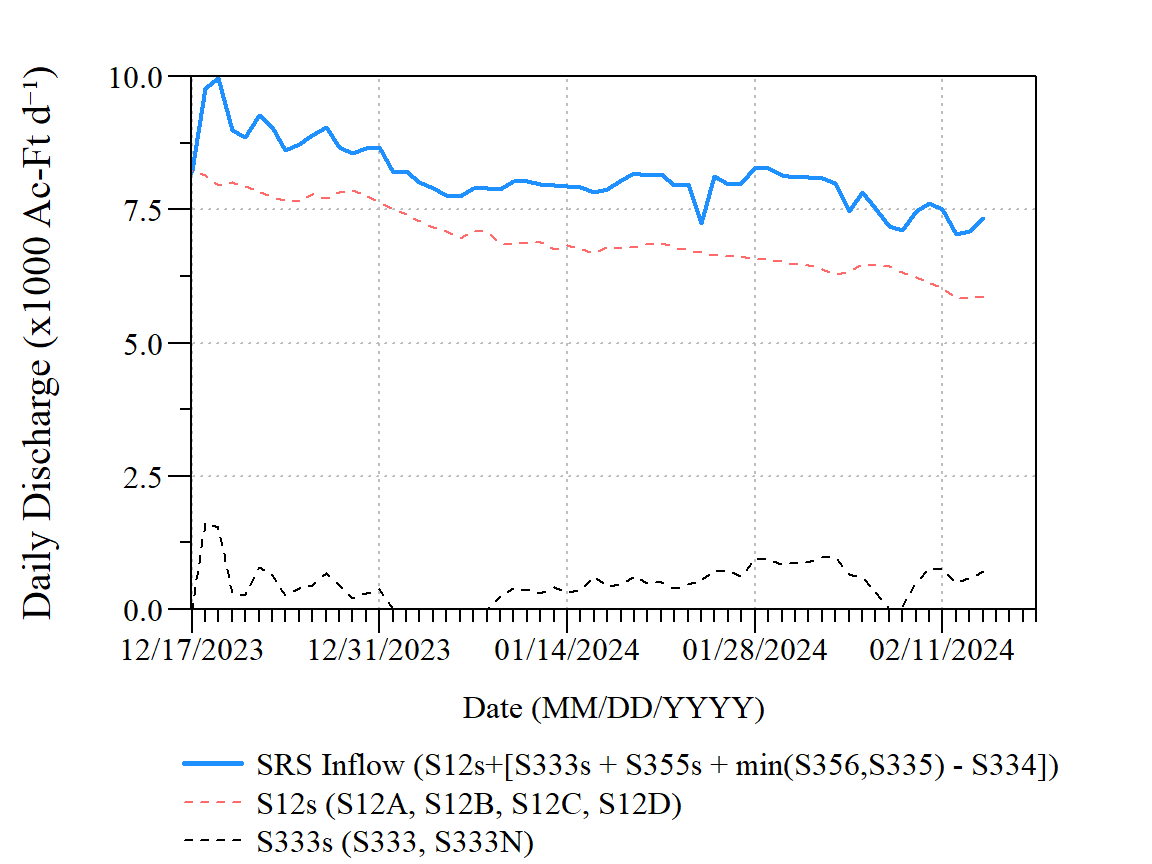 Daily Discharge (x1000 Ac-Ft d⁻¹)
10.0
7.5
5.0
2.5
0.0
12/17/2023 12/31/2023 01/14/2024 01/28/2024 02/11/2024
Date (MM/DD/YYYY)
SRS Inflow (S12s+[S333s + S355s + min(S356,S335) - S334])
S12s (S12A, S12B, S12C, S12D)
S333s (S333, S333N)